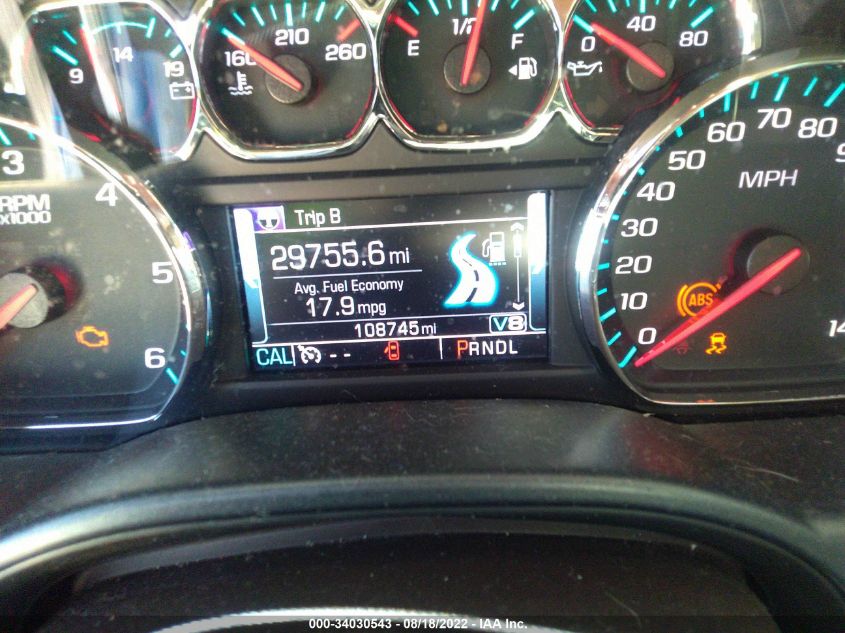 9 14 19
160 210 260
E 1/2 F
0 40 80
3 4 5 6
RPM
x1000
Trip B
29755.6 mi
Avg. Fuel Economy
17.9 mpg
108745 mi
V8
CAL -- PRNDL
0 10 20 30 40 50 60 70 80 9
MPH
ABS
14
000-34030543 - 08/18/2022 - IAA Inc.